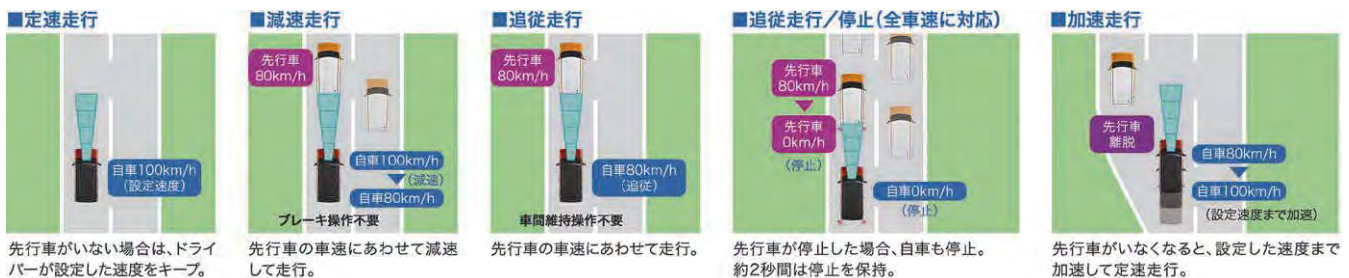 ■定速走行
自車100km/h
(設定速度)
先行車がいない場合は、ドライ
バーが設定した速度をキープ。
■減速走行
先行車
80km/h
自車100km/h
(減速)
自車80km/h
ブレーキ操作不要
先行車の車速にあわせて減速
して走行。
■追従走行
先行車
80km/h
自車80km/h
(追従)
車間維持操作不要
先行車の車速にあわせて走行。
■追従走行/停止(全車速に対応)
先行車
80km/h
先行車
0km/h
(停止)
自車0km/h
(停止)
先行車が停止した場合、自車も停止。
約2秒間は停止を保持。
■加速走行
先行車
離脱
自車80km/h
自車100km/h
(設定速度まで加速)
先行車がいなくなると、設定した速度まで
加速して定速走行。